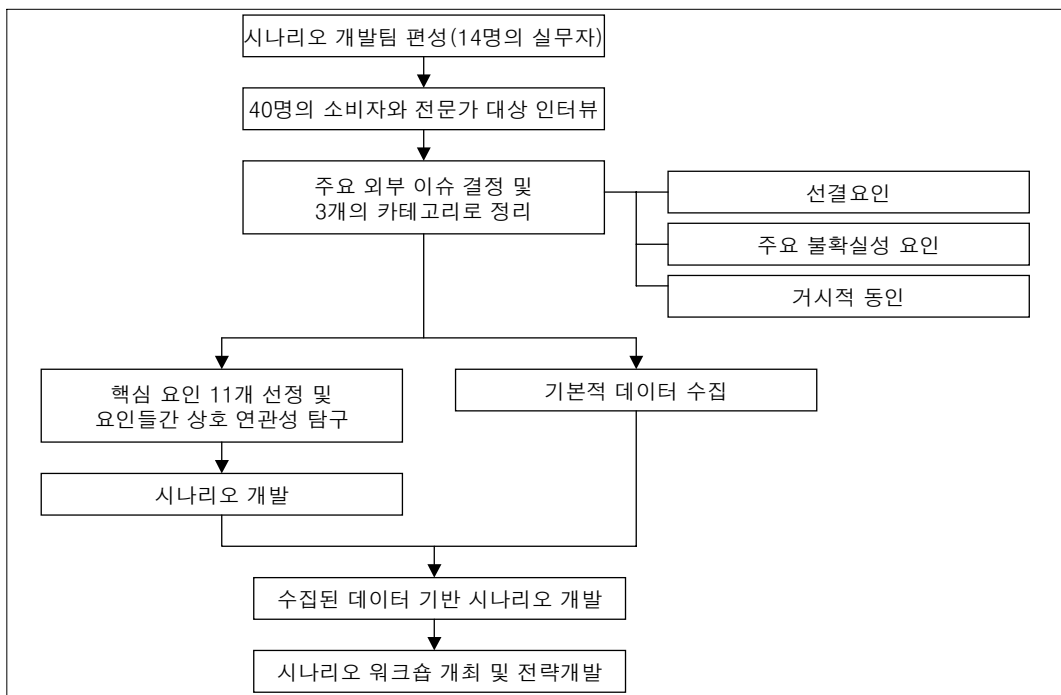 시나리오 개발팀 편성(14명의 실무자)
40명의 소비자와 전문가 대상 인터뷰
주요 외부 이슈 결정 및
3개의 카테고리로 정리
선결요인
주요 불확실성 요인
거시적 동인
핵심 요인 11개 선정 및
요인들간 상호 연관성 탐구
기본적 데이터 수집
시나리오 개발
수집된 데이터 기반 시나리오 개발
시나리오 워크숍 개최 및 전략개발